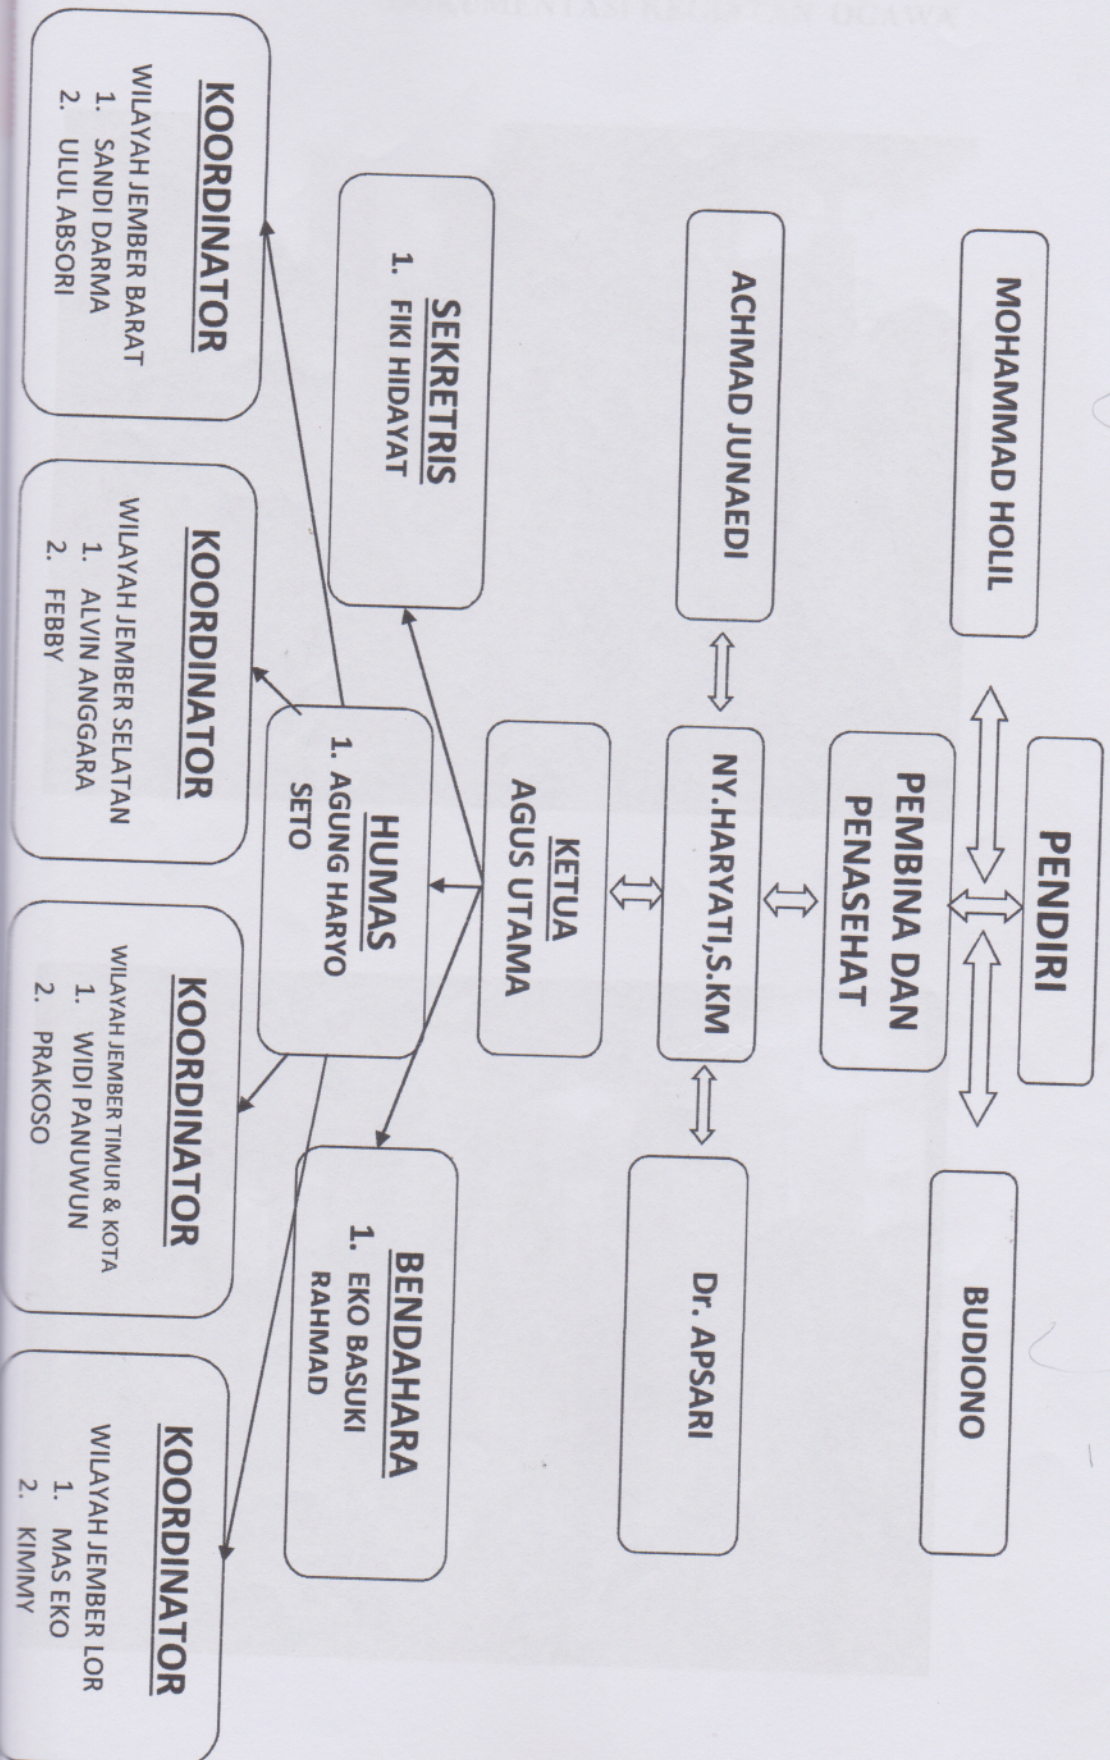 PENDIRI
MOHAMMAD HOLIL
BUDIONO
PEMBINA DAN
PENASEHAT
ACHMAD JUNAEDI
NY.HARYATI,S.KM
Dr. APSARI
KETUA
AGUS UTAMA
SEKRETRIS
1. FIKI HIDAYAT
HUMAS
1. AGUNG HARYO
SETO
BENDAHARA
1. EKO BASUKI
RAHMAD
KOORDINATOR
WILAYAH JEMBER BARAT
1. SANDI DARMA
2. ULUL ABSORI
KOORDINATOR
WILAYAH JEMBER SELATAN
1. ALVIN ANGGARA
2. FEBBY
KOORDINATOR
WILAYAH JEMBER TIMUR & KOTA
1. WIDI PANUWUN
2. PRAKOSO
KOORDINATOR
WILAYAH JEMBER LOR
1. MAS EKO
2. KIMMY